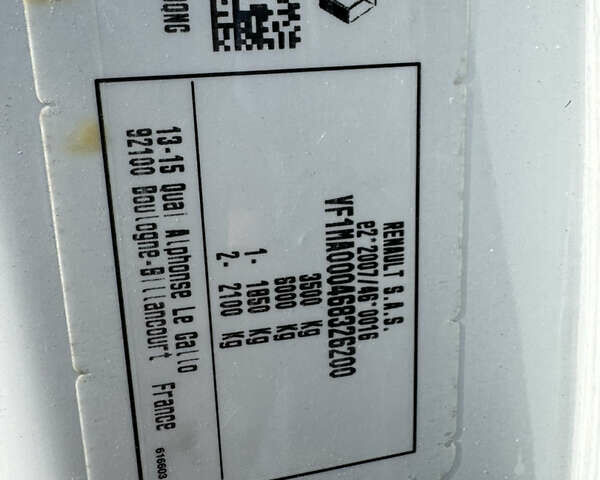 RENAULT S.A.S.
e2*2007/46*0016
VF1MA000468326200
3500 Kg
6000 Kg
1- 1850 Kg
2- 2100 Kg
13-15 Quai Alphonse Le Gallo
92100 Boulogne-Billancourt France
616603